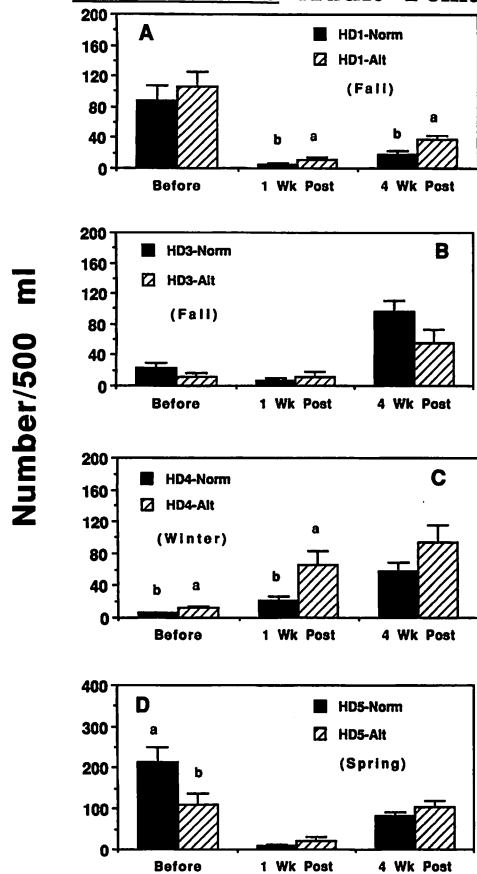 Number/500 ml
A
HD1-Norm
HD1-Alt
(Fall)
200
160
120
80
40
0
b
a
b
a
Before
1 Wk Post
4 Wk Post
B
HD3-Norm
HD3-Alt
(Fall)
200
160
120
80
40
0
Before
1 Wk Post
4 Wk Post
C
HD4-Norm
HD4-Alt
(Winter)
200
160
120
80
40
0
b
a
b
a
Before
1 Wk Post
4 Wk Post
D
HD5-Norm
HD5-Alt
(Spring)
400
300
200
100
0
a
b
Before
1 Wk Post
4 Wk Post